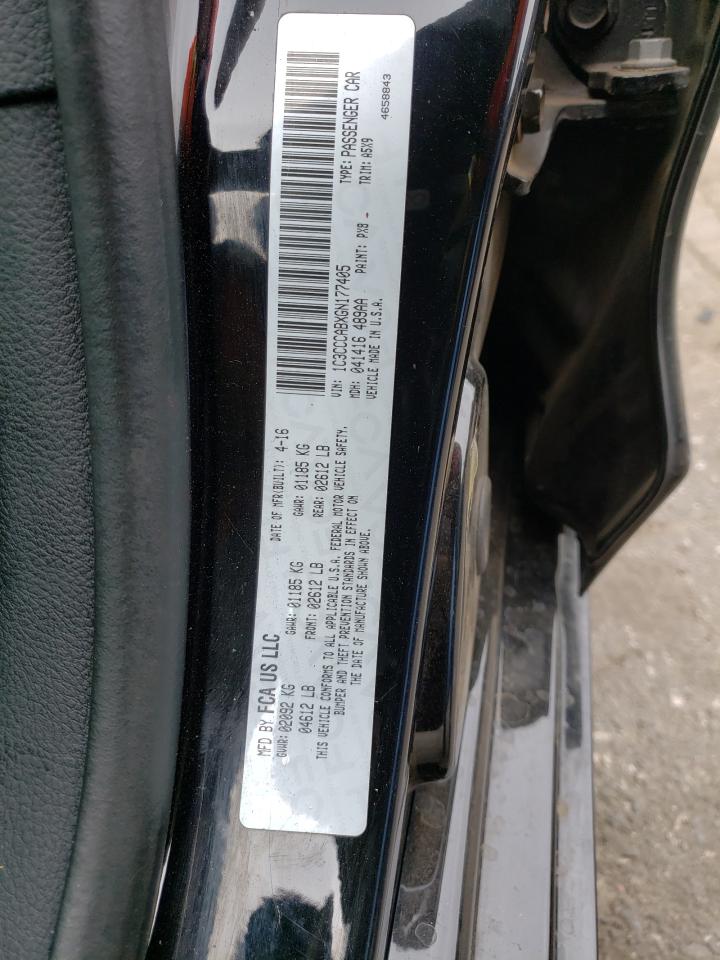 MFD BY FCA US LLC
DATE OF MFR(BUILT): 4-16
GVWR: 02092 KG
GAWR: 01185 KG
GAWR: 01185 KG
04612 LB
FRONT: 02612 LB
REAR: 02612 LB
THIS VEHICLE CONFORMS TO ALL APPLICABLE U.S.A. FEDERAL MOTOR VEHICLE SAFETY,
BUMPER AND THEFT PREVENTION STANDARDS IN EFFECT ON
THE DATE OF MANUFACTURE SHOWN ABOVE.
VIN: 1C3CCCABXGN177405
TYPE: PASSENGER CAR
MDH: 041416 489AA
PAINT: PX8
TRIM: A5X9
VEHICLE MADE IN U.S.A.
4658843